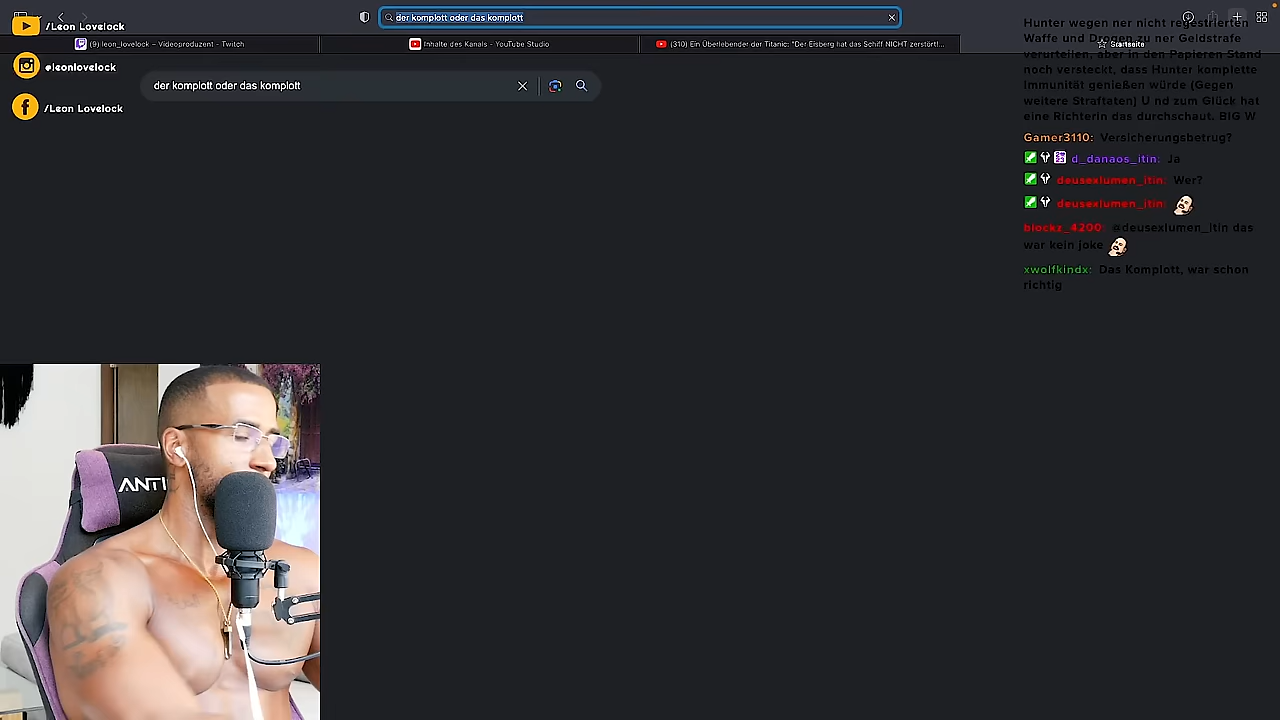 /Leon Lovelock
@leonlovelock
/Leon Lovelock
der komplott oder das komplott
(9) leon_lovelock – Videoproduzent - Twitch
Inhalte des Kanals - YouTube Studio
(310) Ein Überlebender der Titanic: "Der Eisberg hat das Schiff NICHT zerstört!...
Startseite
der komplott oder das komplott
Hunter wegen ner nicht regestrierten
Waffe und Drogen zu ner Geldstrafe
verurteilen, aber in den Papieren Stand
noch versteckt, dass Hunter komplette
Immunität genießen würde (Gegen
weitere Straftaten) U nd zum Glück hat
eine Richterin das durchschaut. BIG W
Gamer3110: Versicherungsbetrug?
d_danaos_itin: Ja
deusexlumen_itin: Wer?
deusexlumen_itin:
blockz_4200: @deusexlumen_itin das
war kein joke
xwolfkindx: Das Komplott, war schon
richtig
ANTI